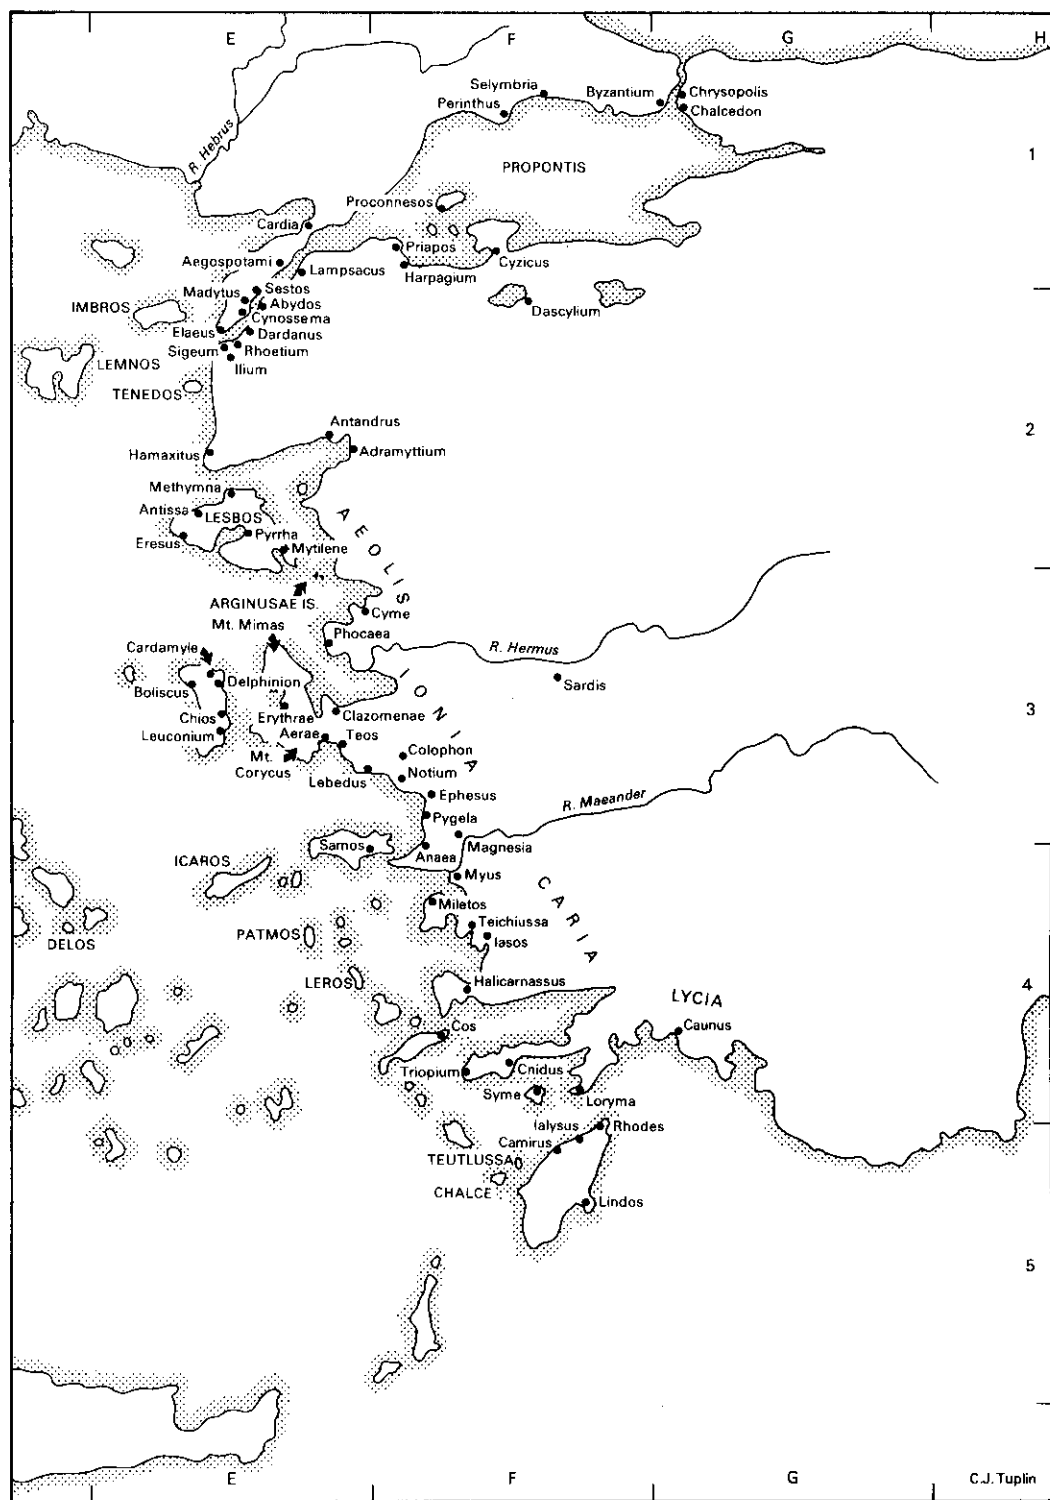 E
F
G
H
Selymbria
Byzantium
Chrysopolis
Perinthus
Chalcedon
R. Hebrus
1
PROPONTIS
Proconnesos
Cardia
Priapos
Cyzicus
Aegospotami
Lampsacus
Harpagium
Sestos
Madytus
Abydos
IMBROS
Dascylium
Cynossema
Elaeus
Dardanus
Sigeum
Rhoetium
LEMNOS
Ilium
TENEDOS
Antandrus
2
Hamaxitus
Adramyttium
Methymna
Antissa
LESBOS
AEOLIS
Eresus
Pyrrha
Mytilene
ARGINUSAE IS.
Cyme
Mt. Mimas
Phocaea
Cardamyle
R. Hermus
Delphinion
Sardis
Boliscus
IONIA
Chios
Erythrae
Clazomenae
3
Leuconium
Aerae
Teos
Mt.
Corycus
Colophon
Lebedus
Notium
Ephesus
R. Maeander
Pygela
Samos
Magnesia
ICAROS
Anaea
Myus
CARIA
Miletos
Teichiussa
PATMOS
Iasos
DELOS
LEROS
Halicarnassus
4
LYCIA
Cos
Caunus
Triopium
Cnidus
Syme
Loryma
Ialysus
Rhodes
Camirus
TEUTLUSSA
CHALCE
Lindos
5
E
F
G
C.J. Tuplin